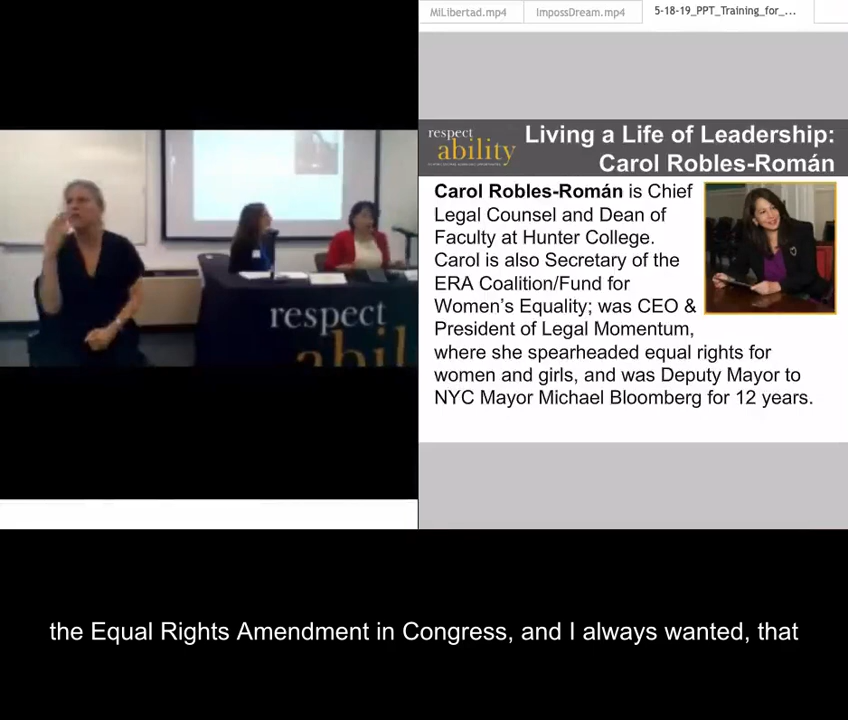 MiLibertad.mp4
ImpossDream.mp4
5-18-19_PPT_Training_for_...
respect
ability
Living a Life of Leadership:
Carol Robles-Román
Carol Robles-Román is Chief
Legal Counsel and Dean of
Faculty at Hunter College.
Carol is also Secretary of the
ERA Coalition/Fund for
Women's Equality; was CEO &
President of Legal Momentum,
where she spearheaded equal rights for
women and girls, and was Deputy Mayor to
NYC Mayor Michael Bloomberg for 12 years.
respect
abil
the Equal Rights Amendment in Congress, and I always wanted, that